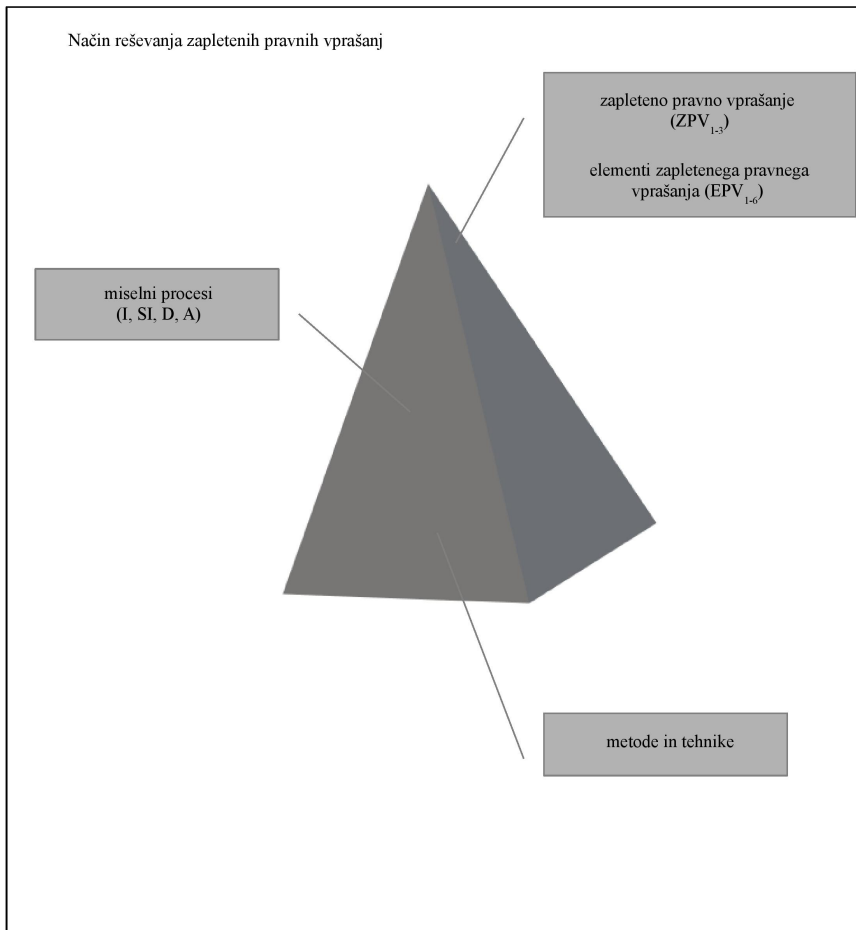 Način reševanja zapletenih pravnih vprašanj
zapleteno pravno vprašanje
(ZPV₁₋₃)
elementi zapletenega pravnega
vprašanja (EPV₁₋₆)
miselni procesi
(I, SI, D, A)
metode in tehnike